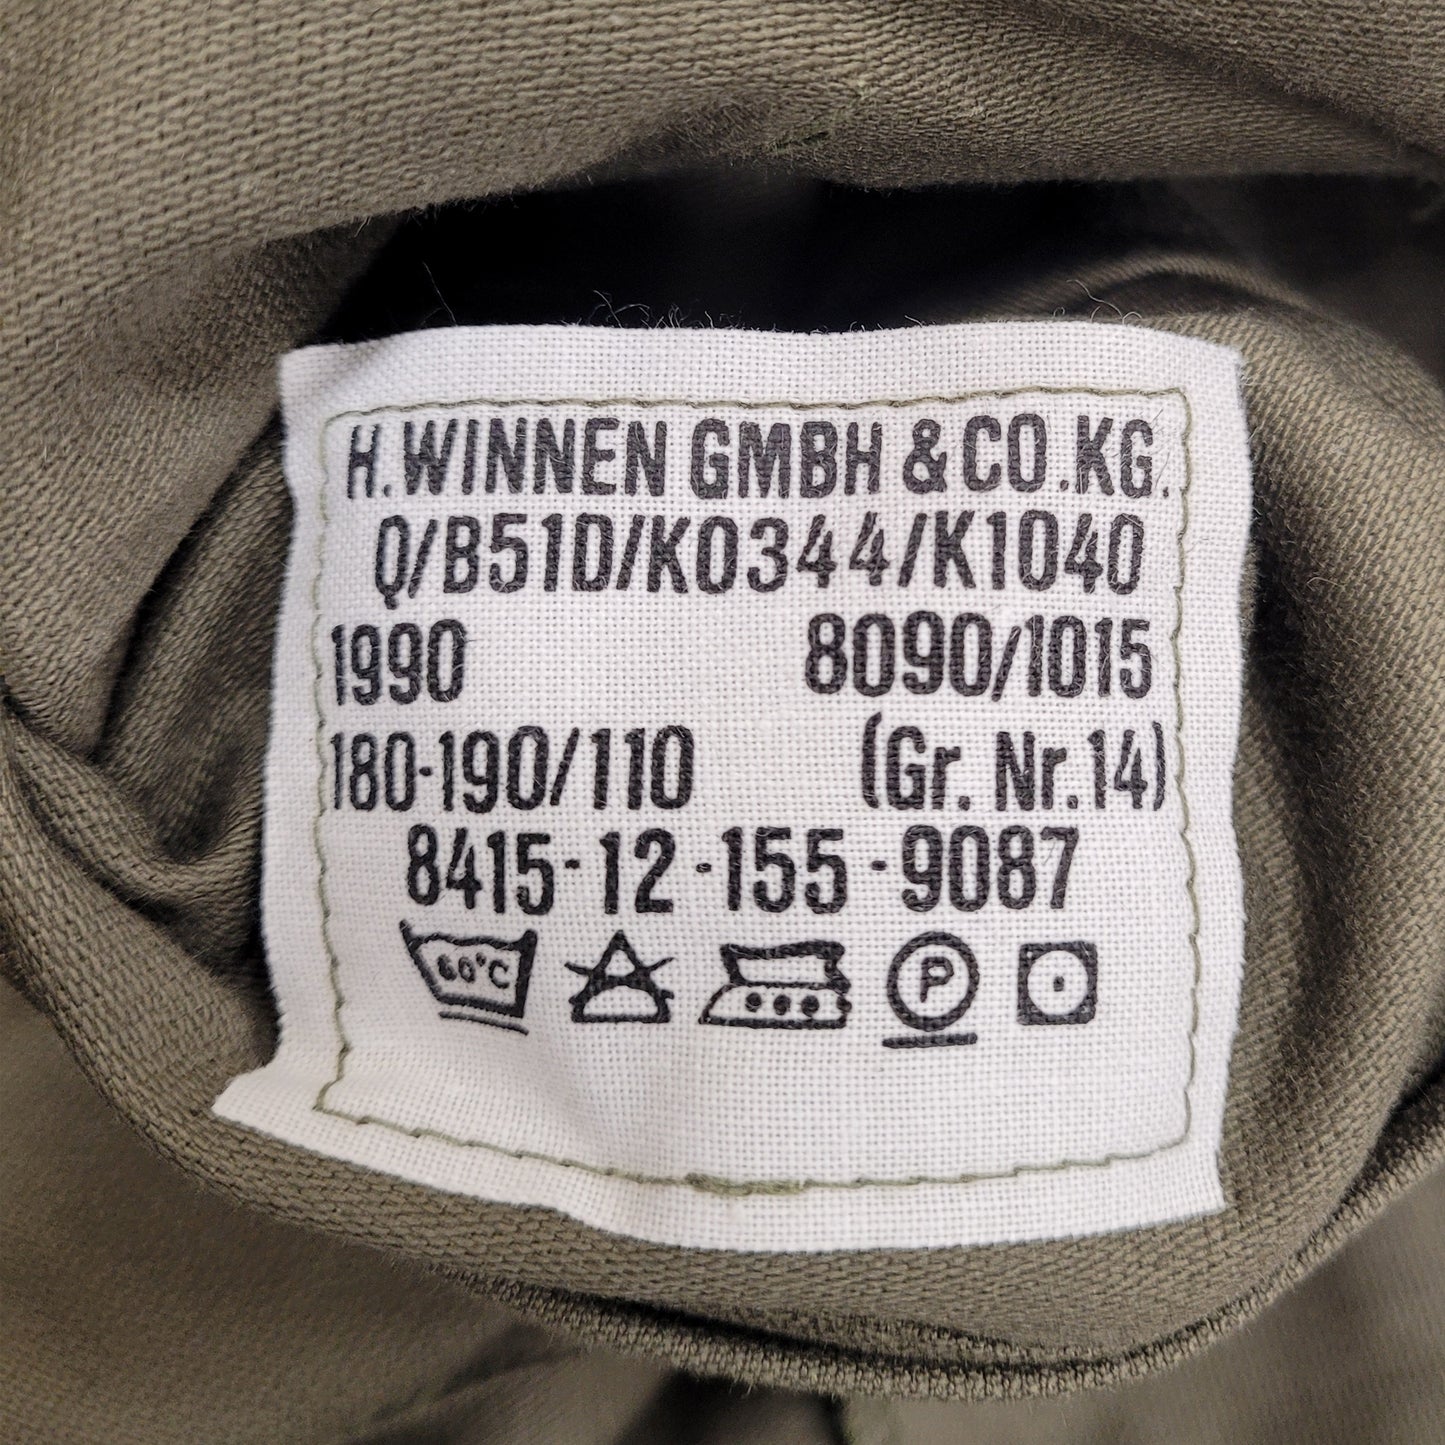 H.WINNEN GMBH & CO.KG.
Q/B51D/K0344/K1040
1990 8090/1015
180-190/110 (Gr. Nr. 14)
8415-12-155-9087
60°C P